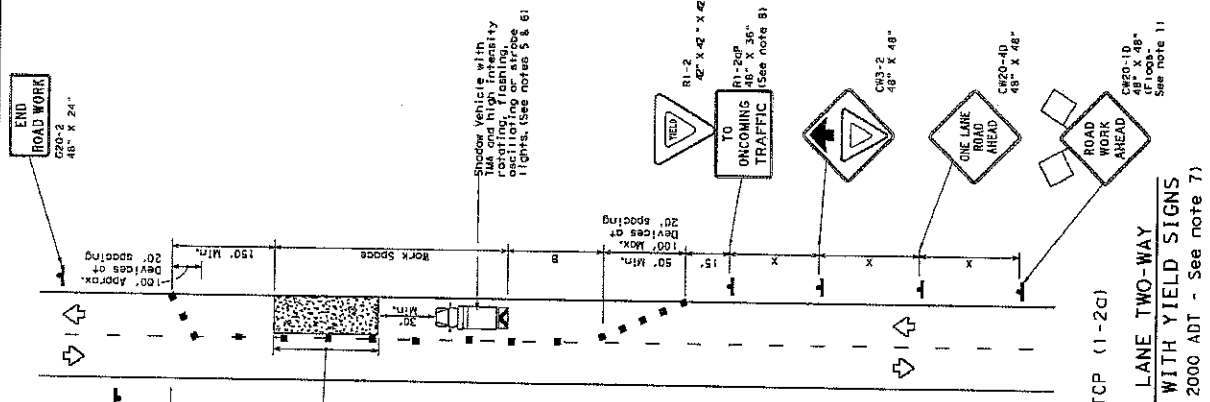 END
ROAD WORK
G20-2
48" X 24"
Shadow Vehicle with
TMA and high intensity
rotating, flashing,
oscillating or strobe
lights. (See notes 5 & 6)
100' Approx.
Devices at
20' spacing
150' Min.
Work Space
30'
Min.
B
50' Min.
100' Max.
Devices at
20' spacing
15'
X
X
X
YIELD
R1-2
42" X 42" X 42
TO
ONCOMING
TRAFFIC
R1-2aP
48" X 36"
(See note 8)
CW3-2
48" X 48"
ONE LANE
ROAD
AHEAD
CW20-4D
48" X 48"
ROAD
WORK
AHEAD
CW20-1D
48" X 48"
(Flags-
See note 1)
TCP (1-2a)
LANE TWO-WAY
WITH YIELD SIGNS
2000 ADT - See note 7)